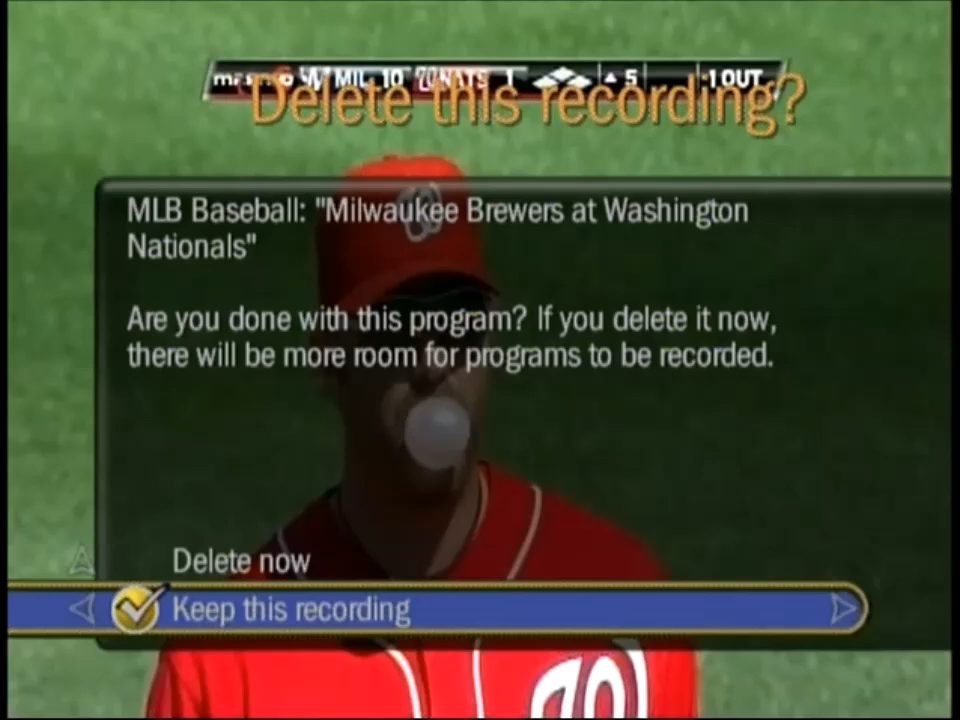 MIL 10 NATS 1 5 1 OUT
Delete this recording?
MLB Baseball: "Milwaukee Brewers at Washington
Nationals"
Are you done with this program? If you delete it now,
there will be more room for programs to be recorded.
Delete now
Keep this recording